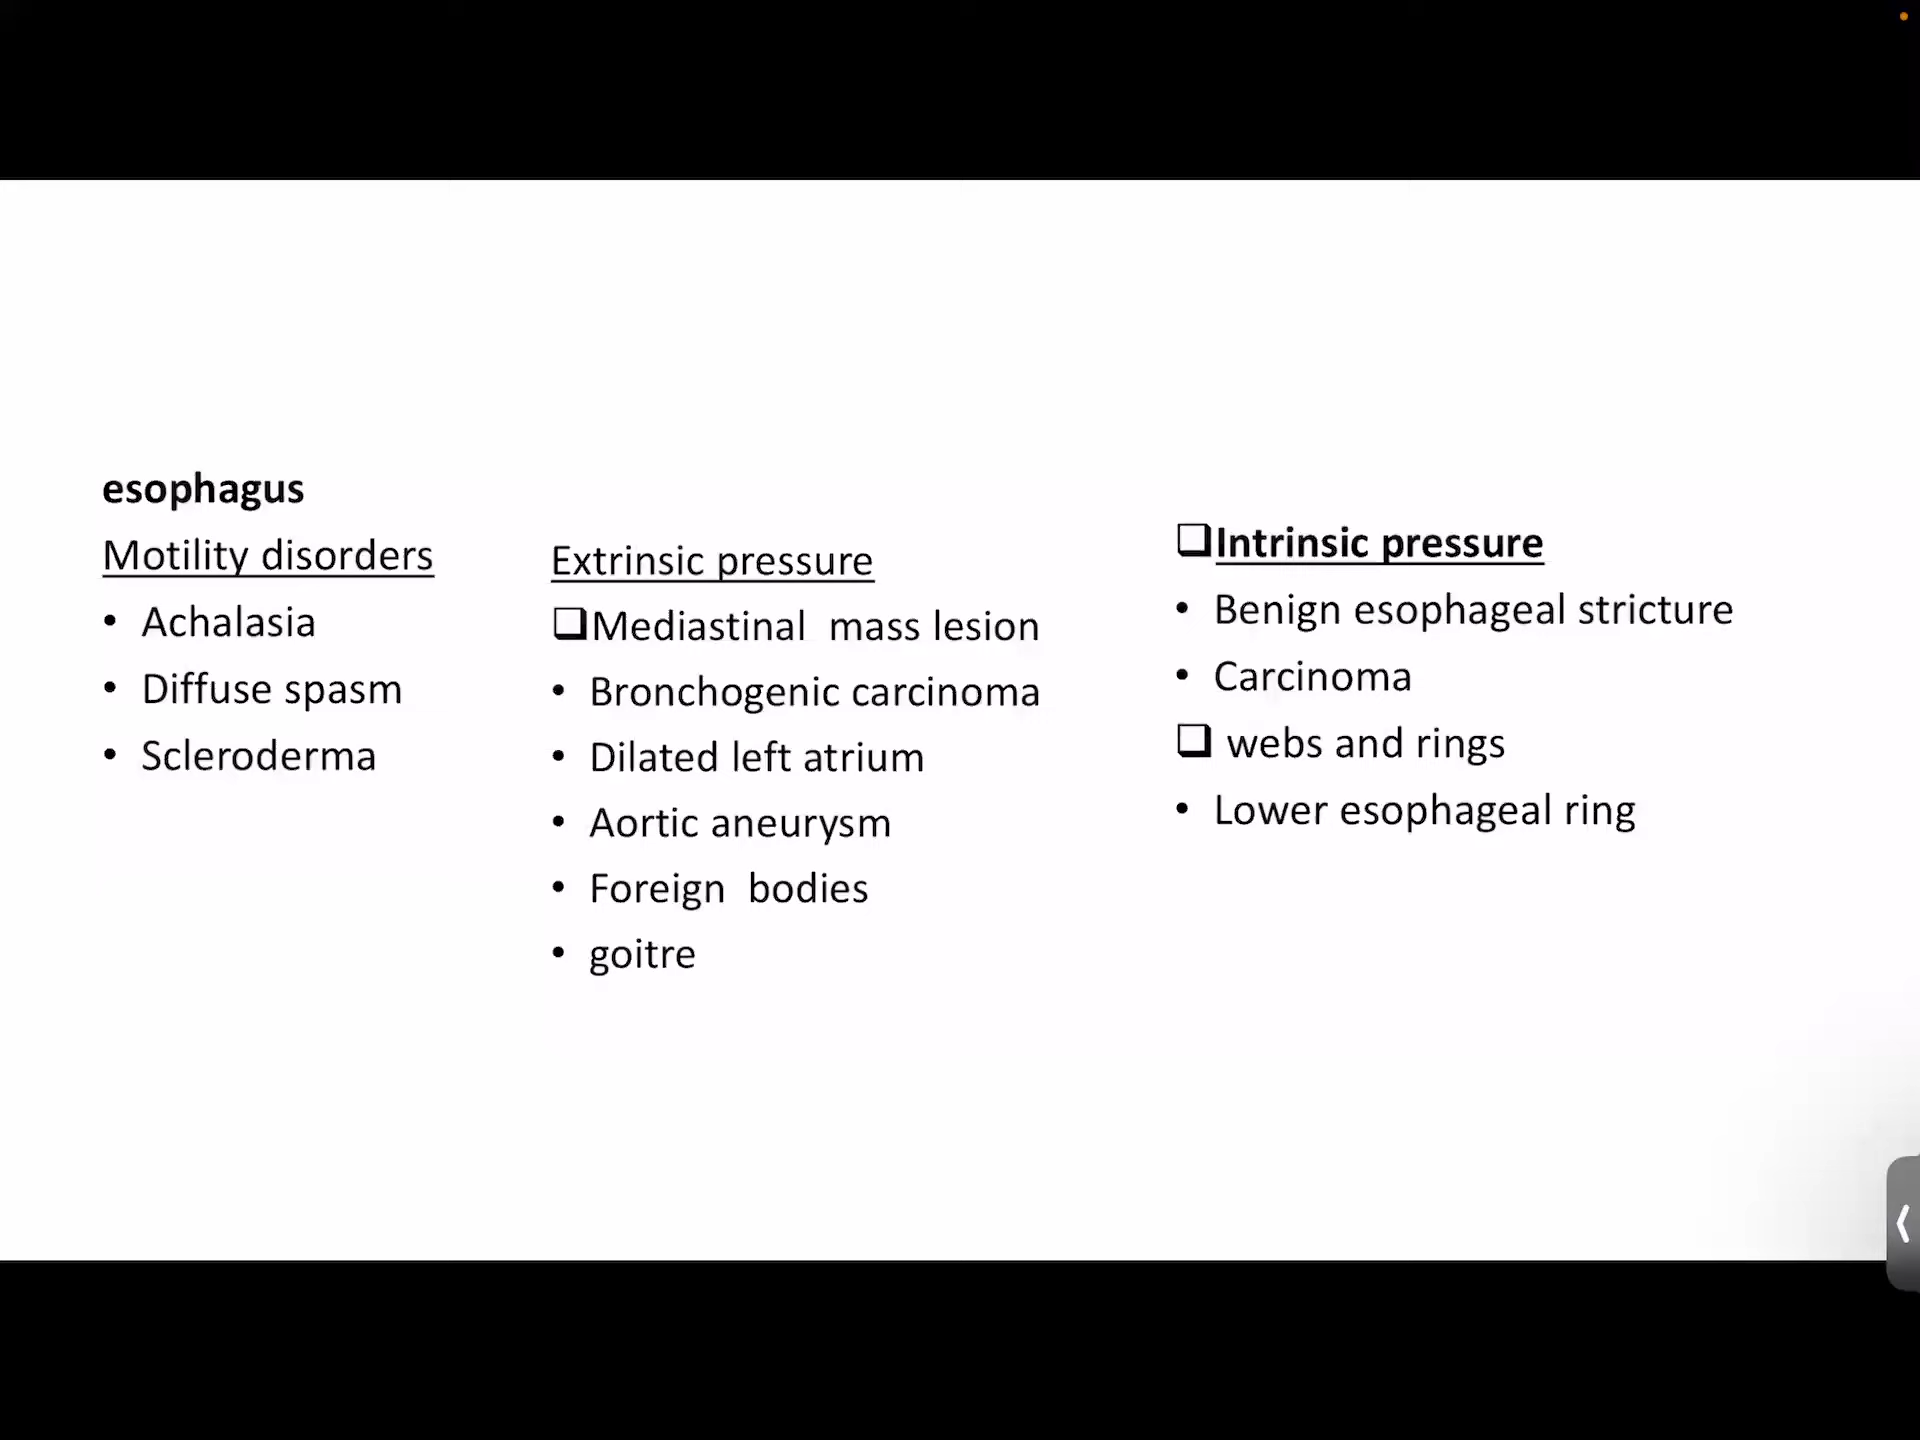 esophagus
Motility disorders
• Achalasia
• Diffuse spasm
• Scleroderma
Extrinsic pressure
❑Mediastinal  mass lesion
• Bronchogenic carcinoma
• Dilated left atrium
• Aortic aneurysm
• Foreign  bodies
• goitre
❑Intrinsic pressure
• Benign esophageal stricture
• Carcinoma
❑ webs and rings
• Lower esophageal ring